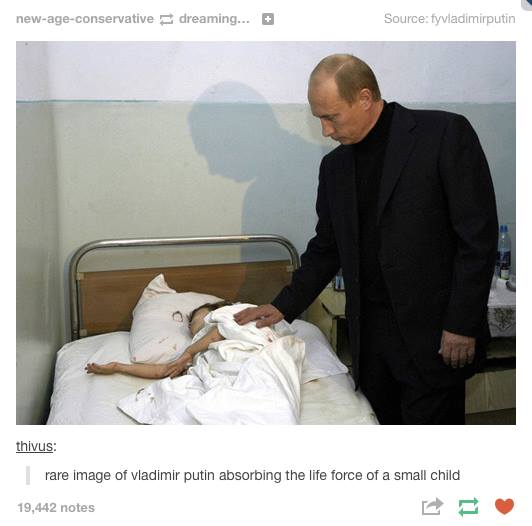 new-age-conservative dreaming... Source: fyvladimirputin
thivus:
rare image of vladimir putin absorbing the life force of a small child
19,442 notes